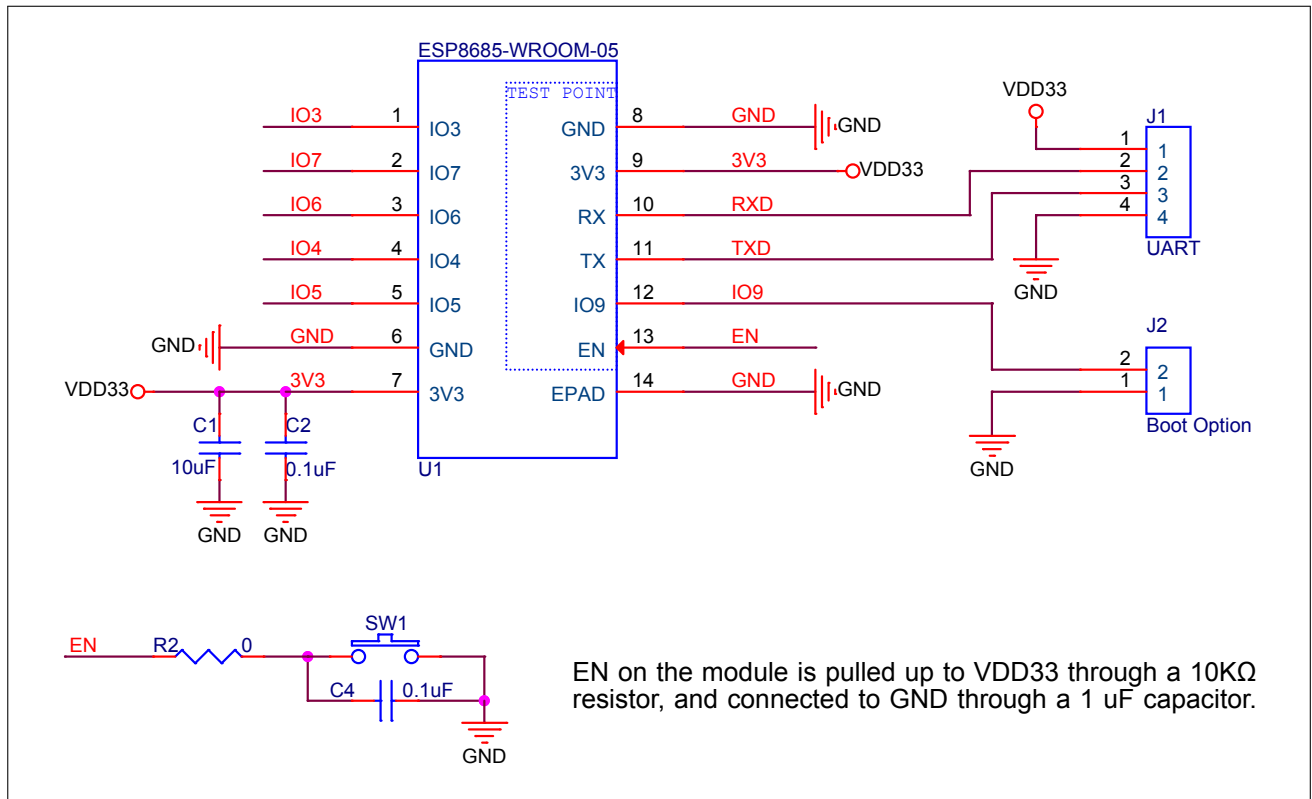 ESP8685-WROOM-05
TEST POINT
IO3 1 IO3
IO7 2 IO7
IO6 3 IO6
IO4 4 IO4
IO5 5 IO5
GND GND 6 GND
VDD33 3V3 7 3V3
C1 C2
10uF 0.1uF
GND GND
U1
GND 8 GND GND
3V3 9 3V3 VDD33
RX 10 RXD
TX 11 TXD
IO9 12 IO9
EN 13 EN
EPAD 14 GND GND
VDD33
J1
1 1
2 2
3 3
4 4
UART
GND
J2
2 2
1 1
Boot Option
GND
EN R2 0 SW1
C4 0.1uF
GND
EN on the module is pulled up to VDD33 through a 10KΩ
resistor, and connected to GND through a 1 uF capacitor.